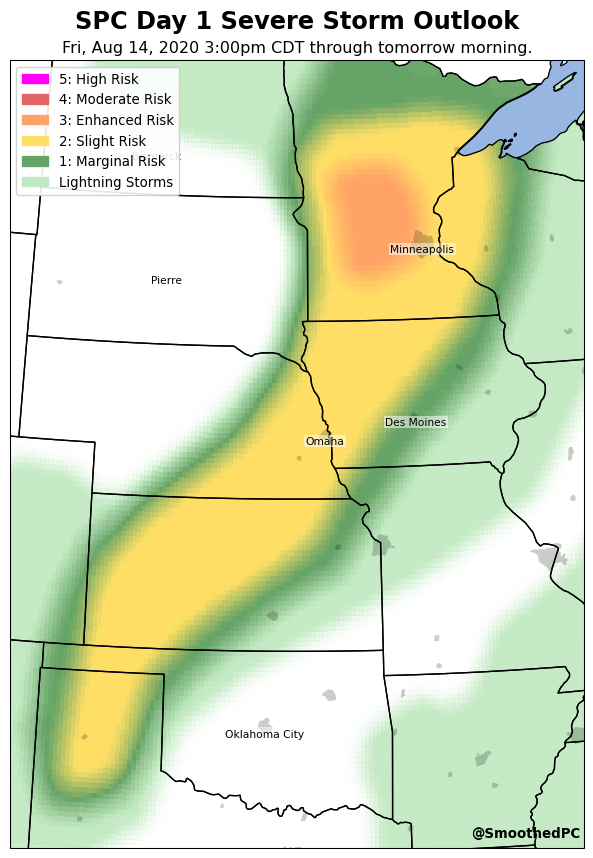 SPC Day 1 Severe Storm Outlook
Fri, Aug 14, 2020 3:00pm CDT through tomorrow morning.
5: High Risk
4: Moderate Risk
3: Enhanced Risk
2: Slight Risk
1: Marginal Risk
Lightning Storms
Minneapolis
Pierre
Des Moines
Omaha
Oklahoma City
@SmoothedPC